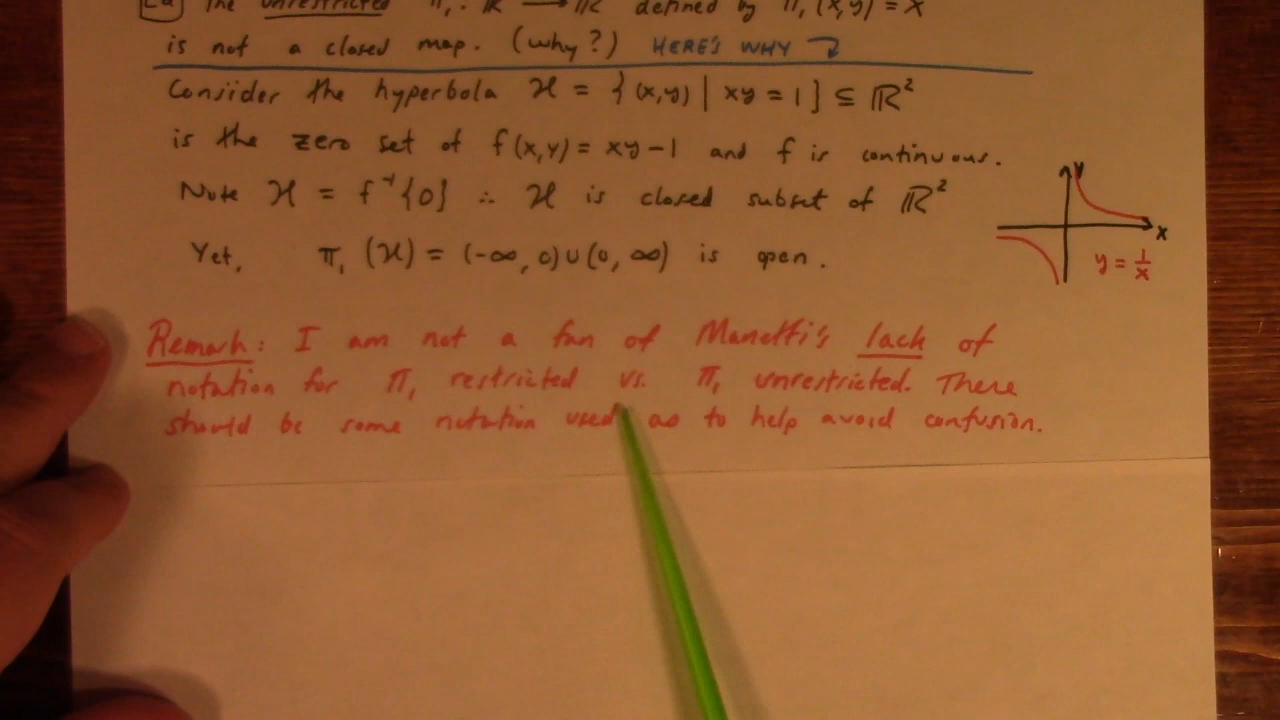 the unrestricted π₁ : ℝ² → ℝ defined by π₁(x,y) = x
is not a closed map. (why?) HERE'S WHY
Consider the hyperbola ℋ = {(x,y) | xy = 1} ⊆ ℝ²
is the zero set of f(x,y) = xy-1 and f is continuous.
Note ℋ = f⁻¹{0} ∴ ℋ is closed subset of ℝ²
Yet, π₁(ℋ) = (-∞, 0)∪(0, ∞) is open.
y
x
y = 1/x
Remark: I am not a fan of Manetti's lack of
notation for π₁ restricted vs. π₁ unrestricted. There
should be some notation used as to help avoid confusion.